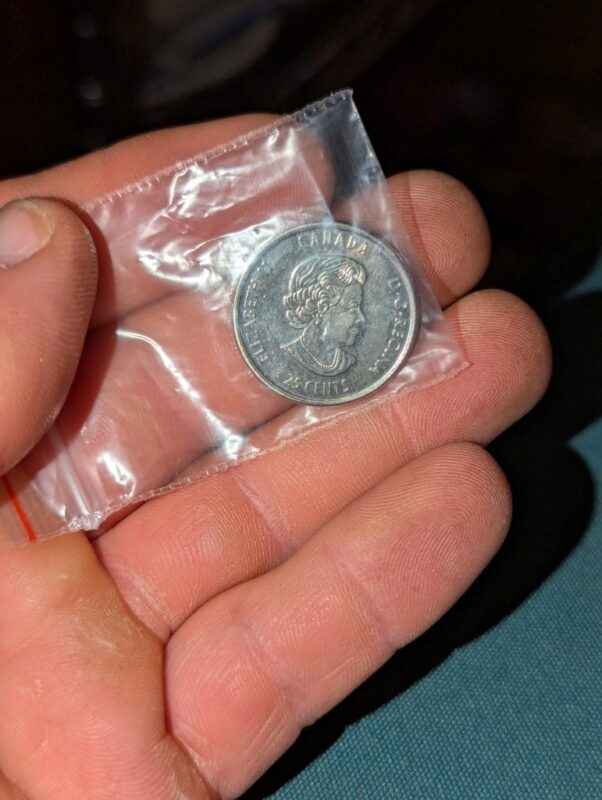 CANADA
ELIZABETH II
D·G·REGINA
25 CENTS